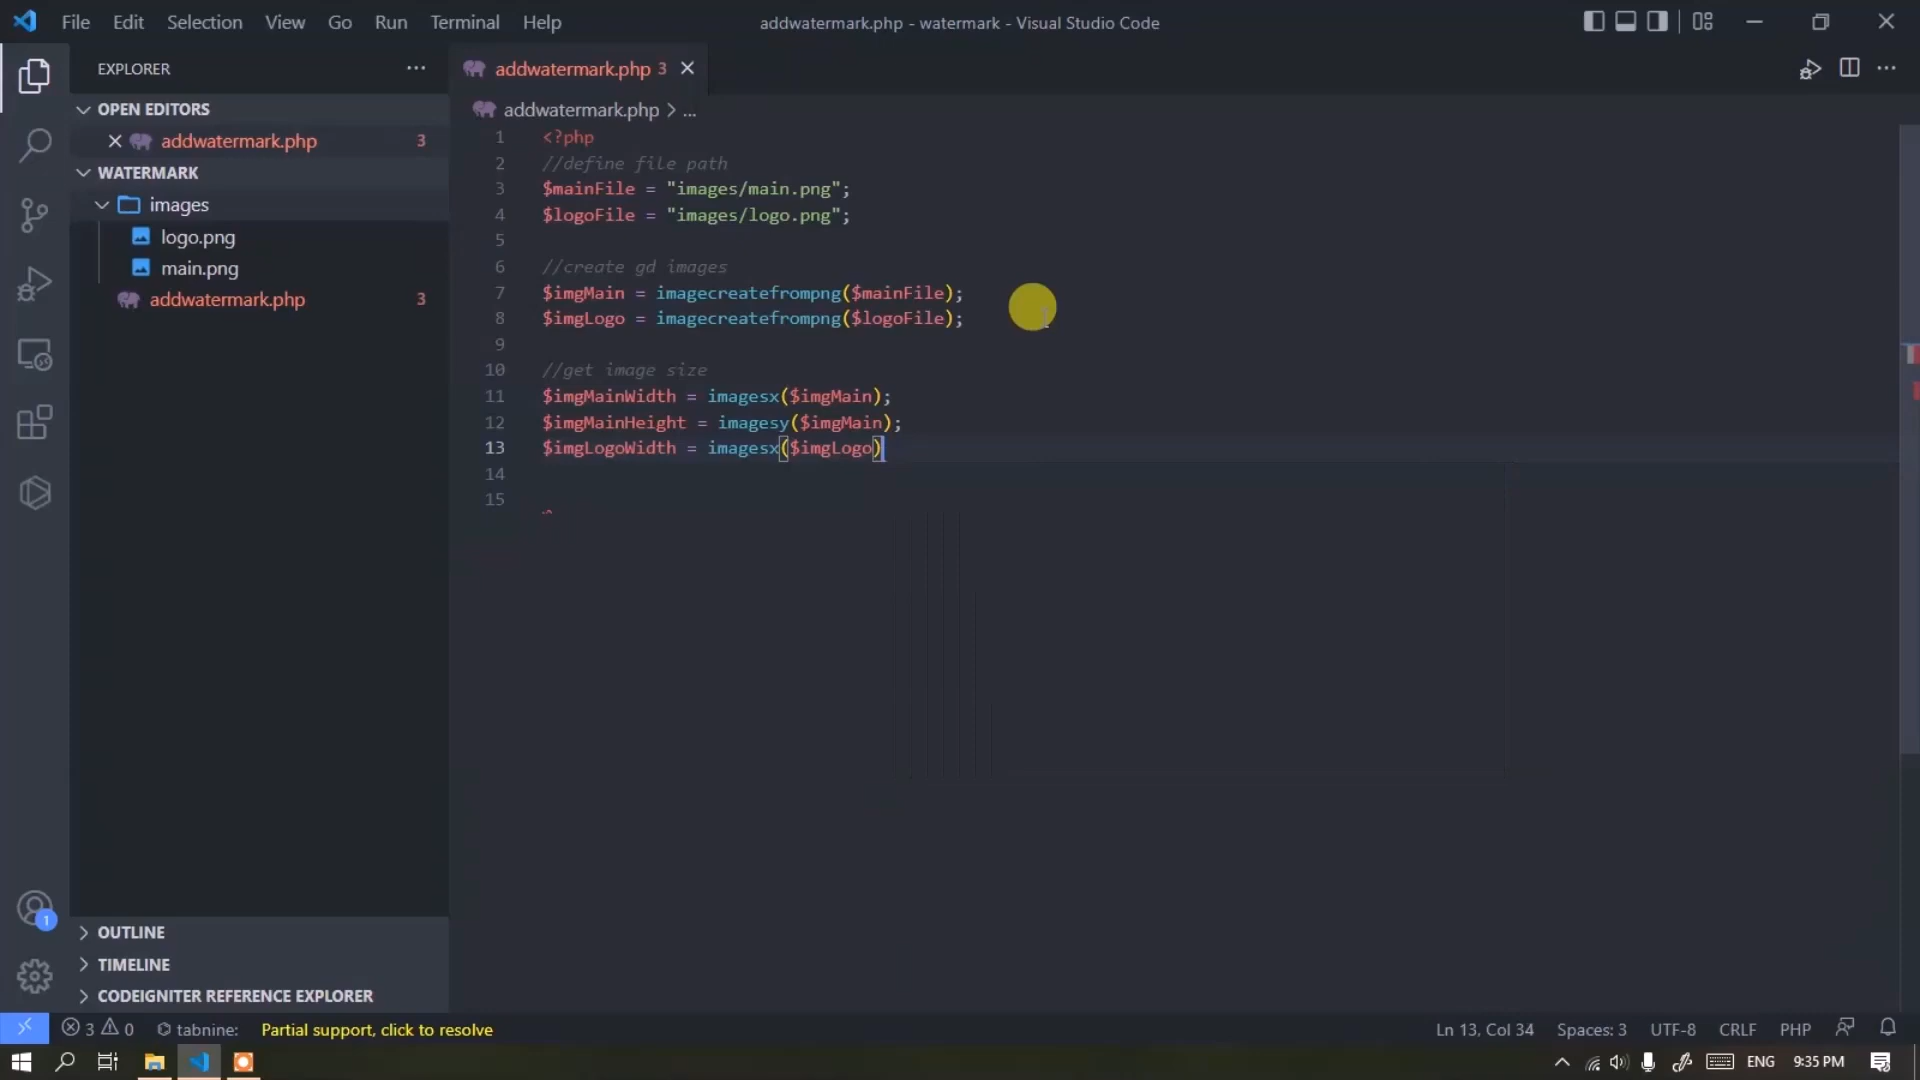 File Edit Selection View Go Run Terminal Help
addwatermark.php - watermark - Visual Studio Code
EXPLORER
OPEN EDITORS
addwatermark.php 3
WATERMARK
images
logo.png
main.png
addwatermark.php 3
OUTLINE
TIMELINE
CODEIGNITER REFERENCE EXPLORER
addwatermark.php 3
addwatermark.php > ...
1 <?php
2 //define file path
3 $mainFile = "images/main.png";
4 $logoFile = "images/logo.png";
5
6 //create gd images
7 $imgMain = imagecreatefrompng($mainFile);
8 $imgLogo = imagecreatefrompng($logoFile);
9
10 //get image size
11 $imgMainWidth = imagesx($imgMain);
12 $imgMainHeight = imagesy($imgMain);
13 $imgLogoWidth = imagesx($imgLogo)
14
15
3 0 tabnine: Partial support, click to resolve
Ln 13, Col 34 Spaces: 3 UTF-8 CRLF PHP
1
ENG 9:35 PM